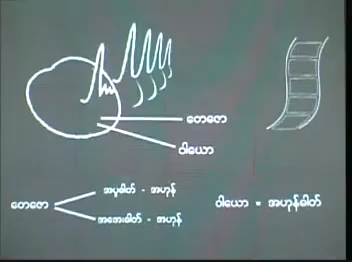 တေဇော
ဝါယော
တေဇော
အပူဓါတ် - အဟုန်
အအေးဓါတ် - အဟုန်
ဝါယော = အဟုန်ဓါတ်